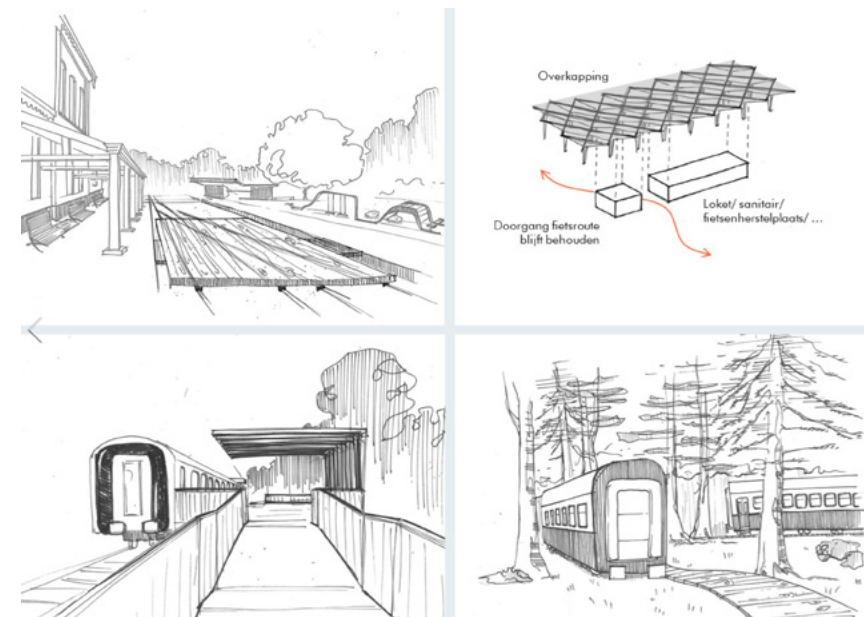 Overkapping
Doorgang fietsroute
blijft behouden
Loket/ sanitair/
fietsenherstelplaats/ ...